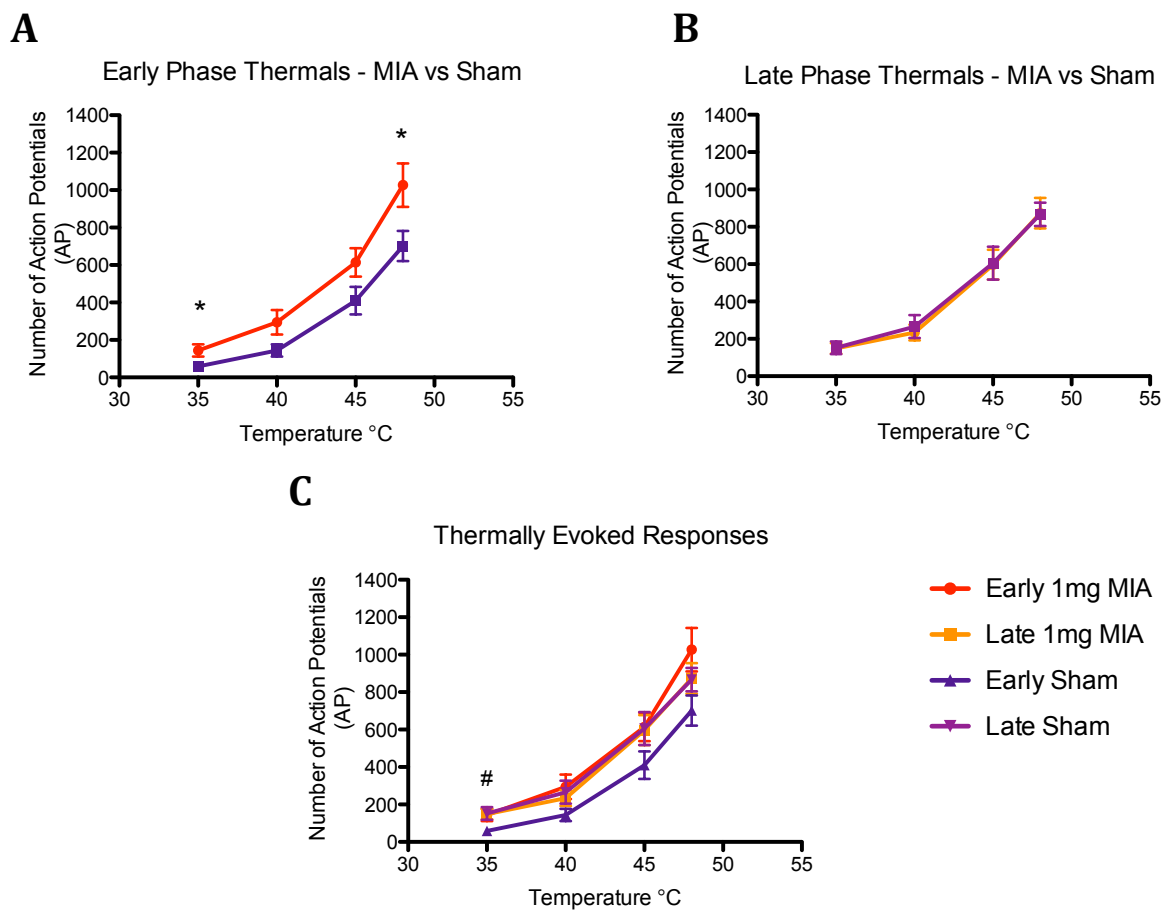 A
Early Phase Thermals - MIA vs Sham
Number of Action Potentials
(AP)
1400
1200
1000
800
600
400
200
0
*
*
30 35 40 45 50 55
Temperature °C
B
Late Phase Thermals - MIA vs Sham
Number of Action Potentials
(AP)
1400
1200
1000
800
600
400
200
0
30 35 40 45 50 55
Temperature °C
C
Thermally Evoked Responses
Number of Action Potentials
(AP)
1400
1200
1000
800
600
400
200
0
#
30 35 40 45 50 55
Temperature °C
Early 1mg MIA
Late 1mg MIA
Early Sham
Late Sham